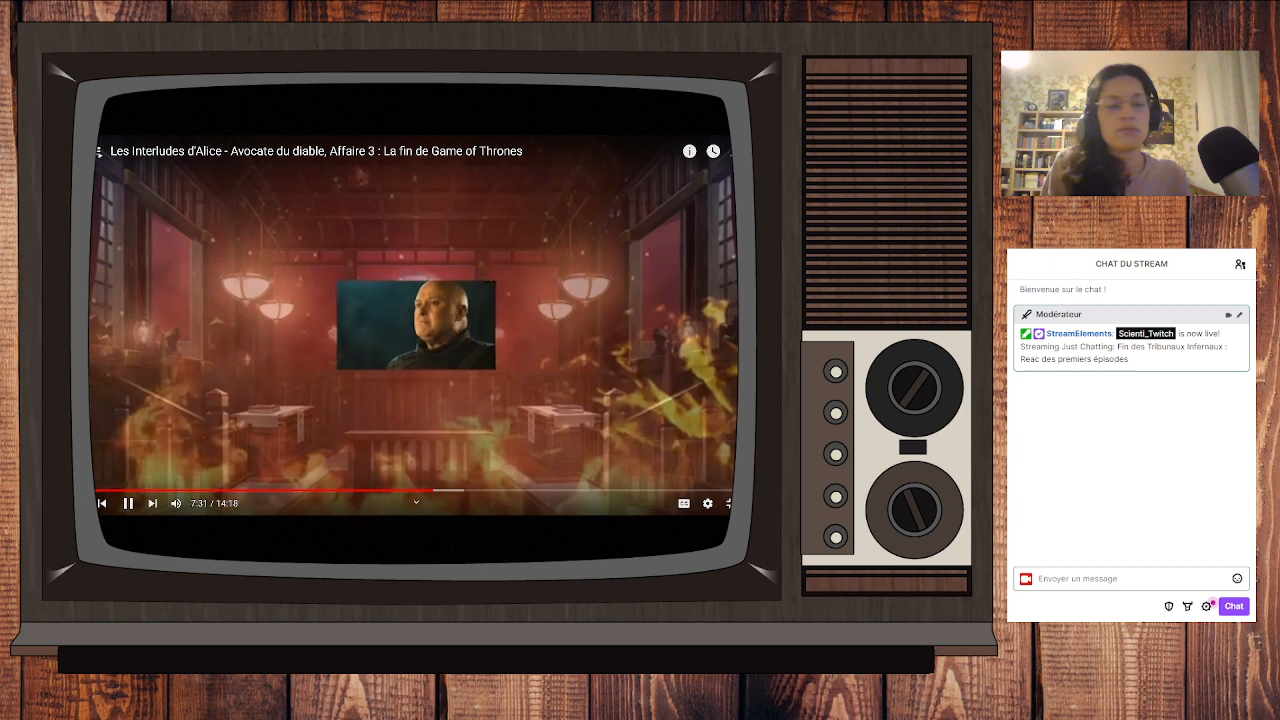 Les Interludes d'Alice - Avocate du diable, Affaire 3 : La fin de Game of Thrones
7:31 / 14:18
CHAT DU STREAM
Bienvenue sur le chat !
Modérateur
StreamElements: Scienti_Twitch is now live!
Streaming Just Chatting: Fin des Tribunaux Infernaux :
Reac des premiers épisodes
Envoyer un message
Chat